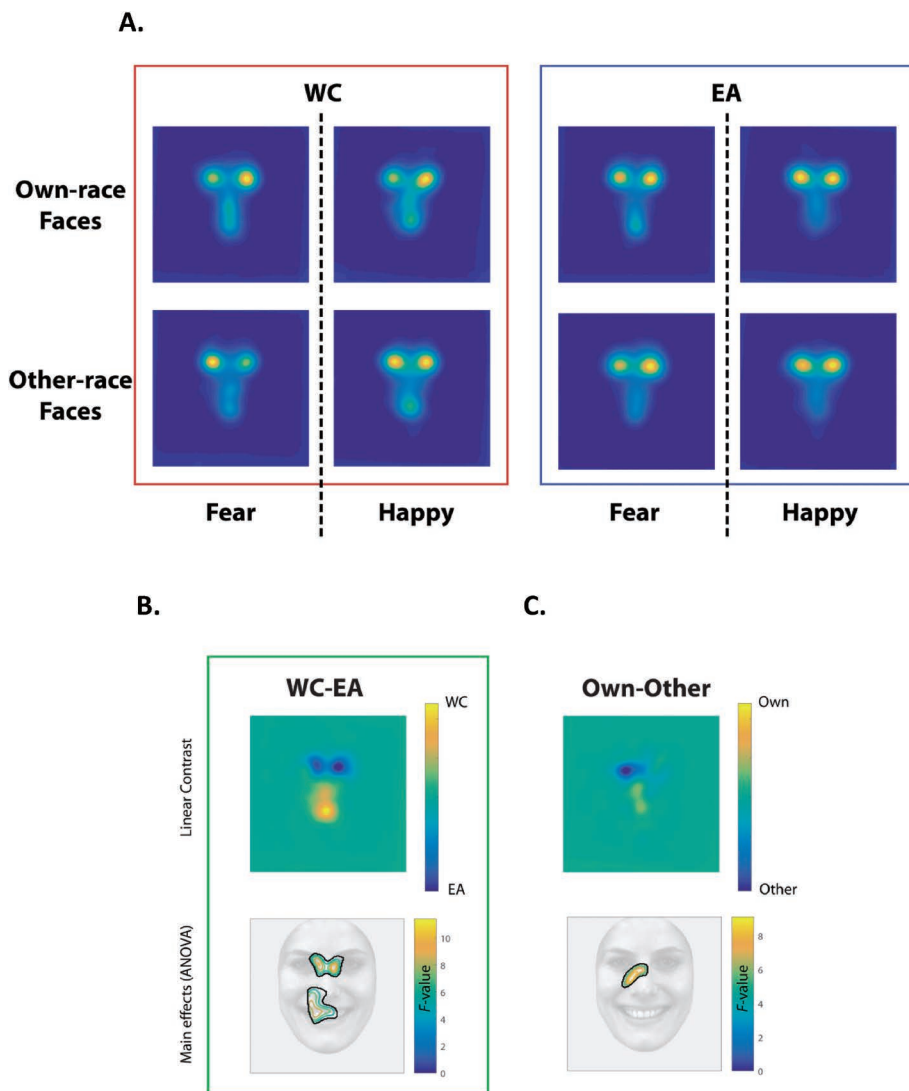 A.
WC
EA
Own-race
Faces
Other-race
Faces
Fear
Happy
Fear
Happy
B.
C.
WC-EA
Own-Other
Linear Contrast
WC
EA
Own
Other
Main effects (ANOVA)
10
8
6
4
2
0
F-value
8
6
4
2
0
F-value